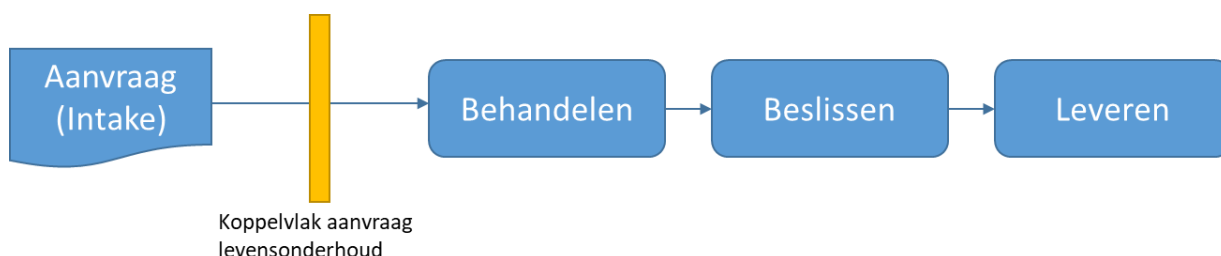 Aanvraag
(Intake)
Behandelen
Beslissen
Leveren
Koppelvlak aanvraag
levensonderhoud